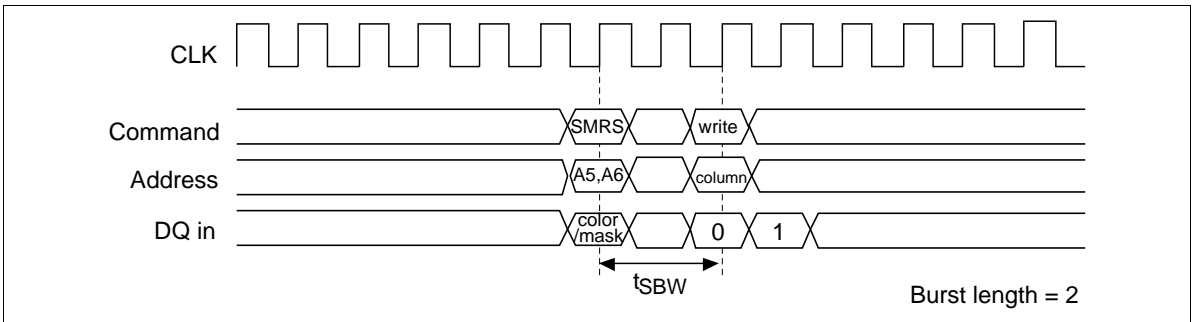 CLK
Command SMRS write
Address A5,A6 column
DQ in color
/mask 0 1
tSBW
Burst length = 2